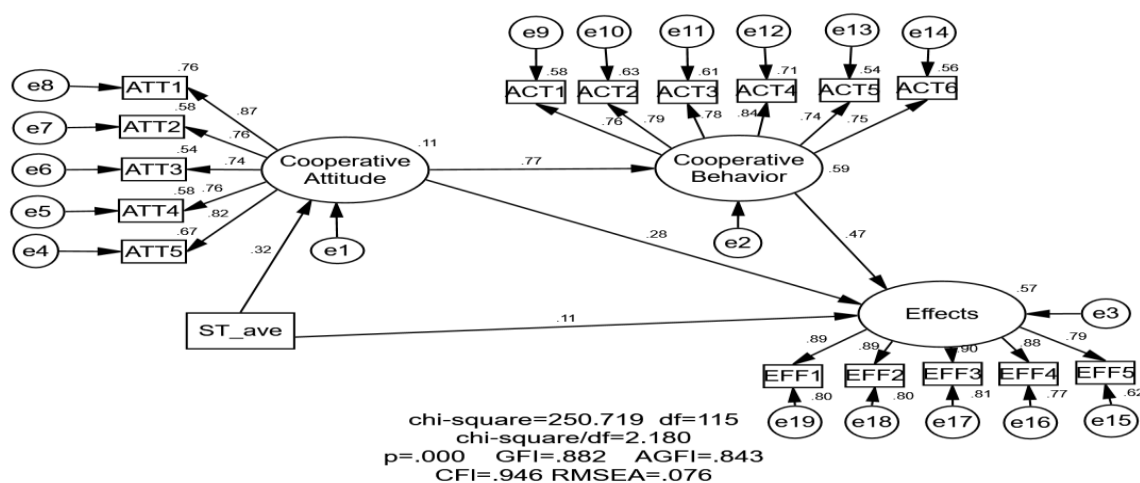 e9 e10 e11 e12 e13 e14
.58 .63 .61 .71 .54 .56
ACT1 ACT2 ACT3 ACT4 ACT5 ACT6
.76 .79 .78 .84 .74 .75
e8 ATT1 .76
.87
e7 ATT2 .58
.76
e6 ATT3 .54
.74
e5 ATT4 .58
.76
e4 ATT5 .67
.82
Cooperative
Attitude
.11
.77
Cooperative
Behavior
.59
e1
e2
.32
.28
.47
ST_ave
.11
Effects
.57
e3
.89 .89 .90 .88 .79
EFF1 EFF2 EFF3 EFF4 EFF5
.80 .80 .81 .77 .62
e19 e18 e17 e16 e15
chi-square=250.719 df=115
chi-square/df=2.180
p=.000 GFI=.882 AGFI=.843
CFI=.946 RMSEA=.076